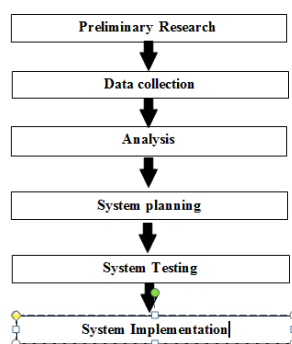 Preliminary Research
Data collection
Analysis
System planning
System Testing
System Implementation